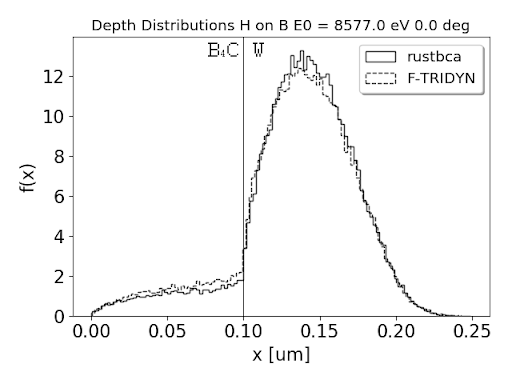 Depth Distributions H on B E0 = 8577.0 eV 0.0 deg
B₄C W
rustbca
F-TRIDYN
f(x)
12
10
8
6
4
2
0
0.00 0.05 0.10 0.15 0.20 0.25
x [um]